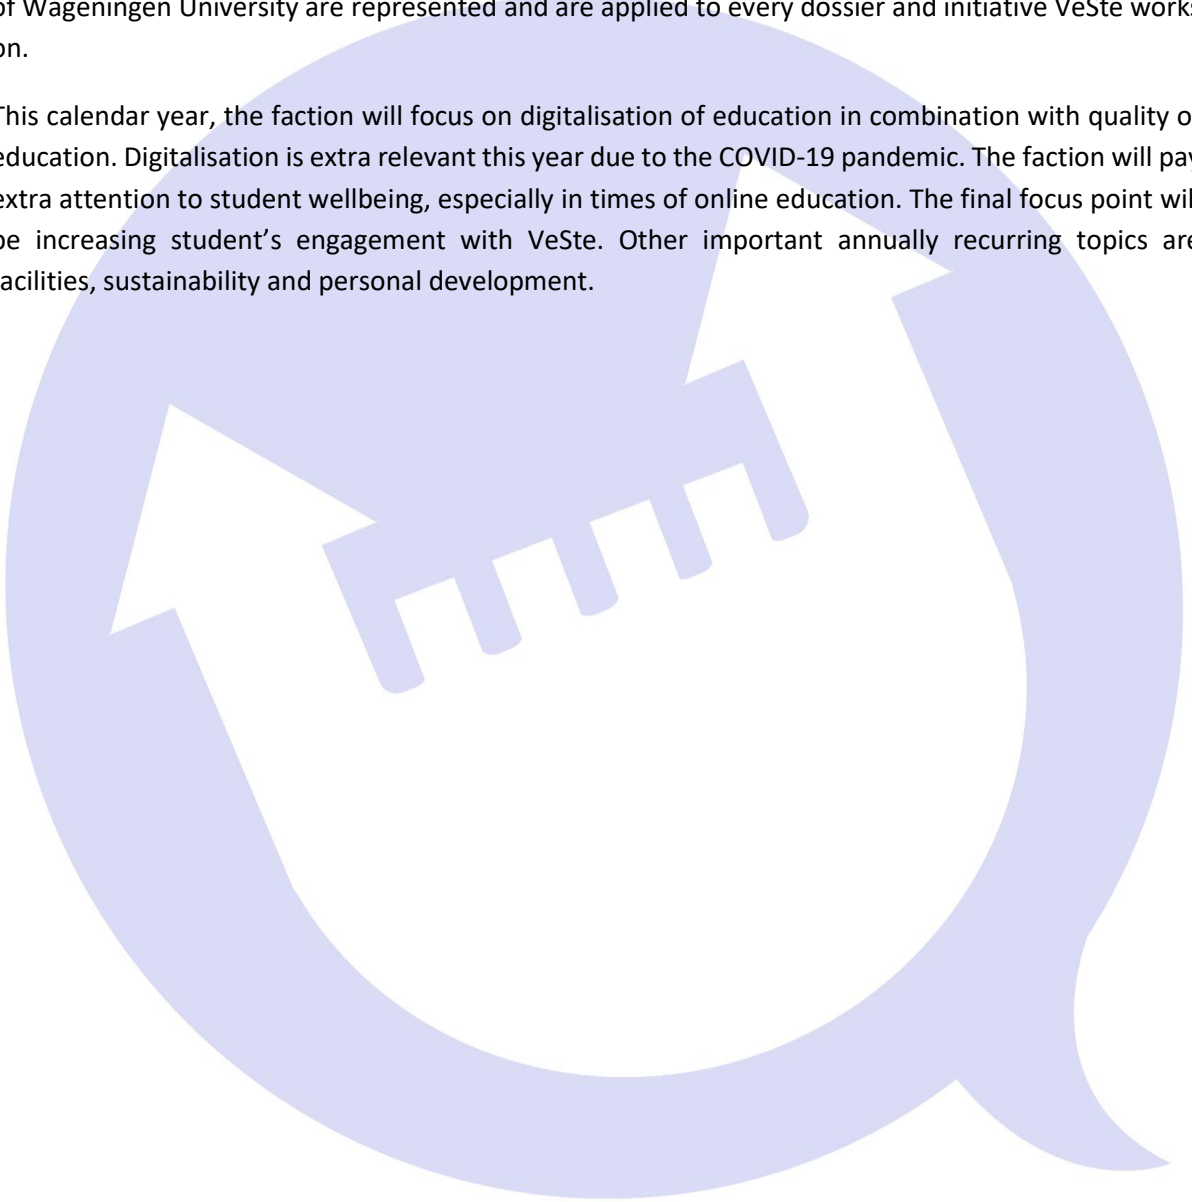 of Wageningen University are represented and are applied to every dossier and initiative VeSte works
on.
This calendar year, the faction will focus on digitalisation of education in combination with quality o
education. Digitalisation is extra relevant this year due to the COVID-19 pandemic. The faction will pay
extra attention to student wellbeing, especially in times of online education. The final focus point wil
be increasing student’s engagement with VeSte. Other important annually recurring topics are
facilities, sustainability and personal development.